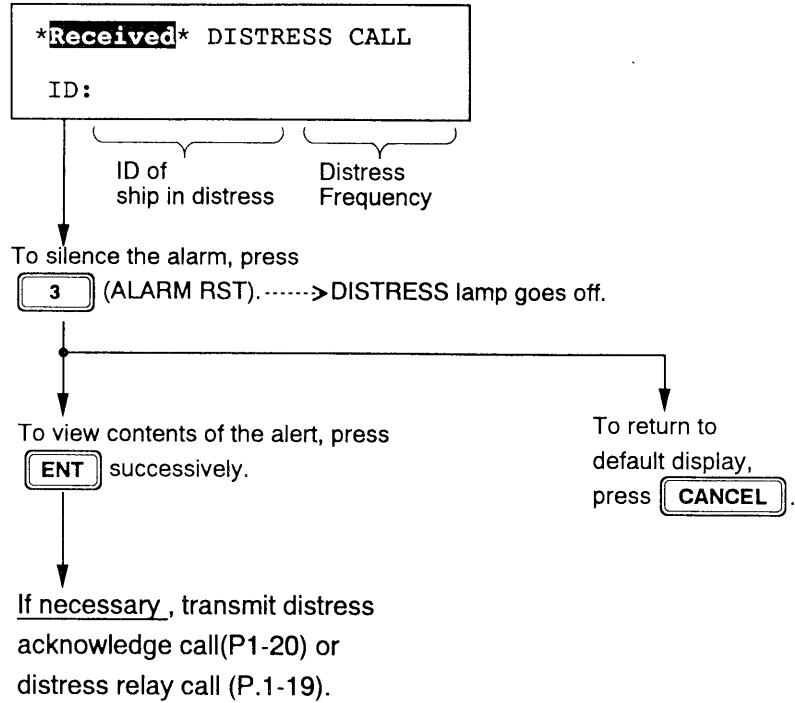 *Received* DISTRESS CALL
ID:
ID of
ship in distress
Distress
Frequency
To silence the alarm, press
3 (ALARM RST). ------>DISTRESS lamp goes off.
To view contents of the alert, press
ENT successively.
To return to
default display,
press CANCEL .
If necessary , transmit distress
acknowledge call(P1-20) or
distress relay call (P.1-19).